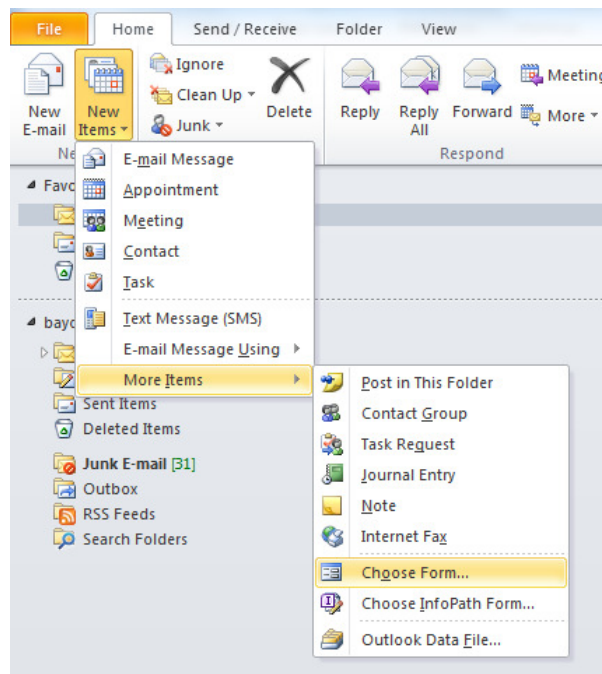 File Home Send / Receive Folder View
Ignore
Clean Up
Junk
New E-mail
New Items
Delete
Reply
Reply All
Forward
Meeting
More
Respond
E-mail Message
Appointment
Meeting
Contact
Task
Text Message (SMS)
E-mail Message Using
More Items
Sent Items
Deleted Items
Junk E-mail [31]
Outbox
RSS Feeds
Search Folders
Post in This Folder
Contact Group
Task Request
Journal Entry
Note
Internet Fax
Choose Form...
Choose InfoPath Form...
Outlook Data File...